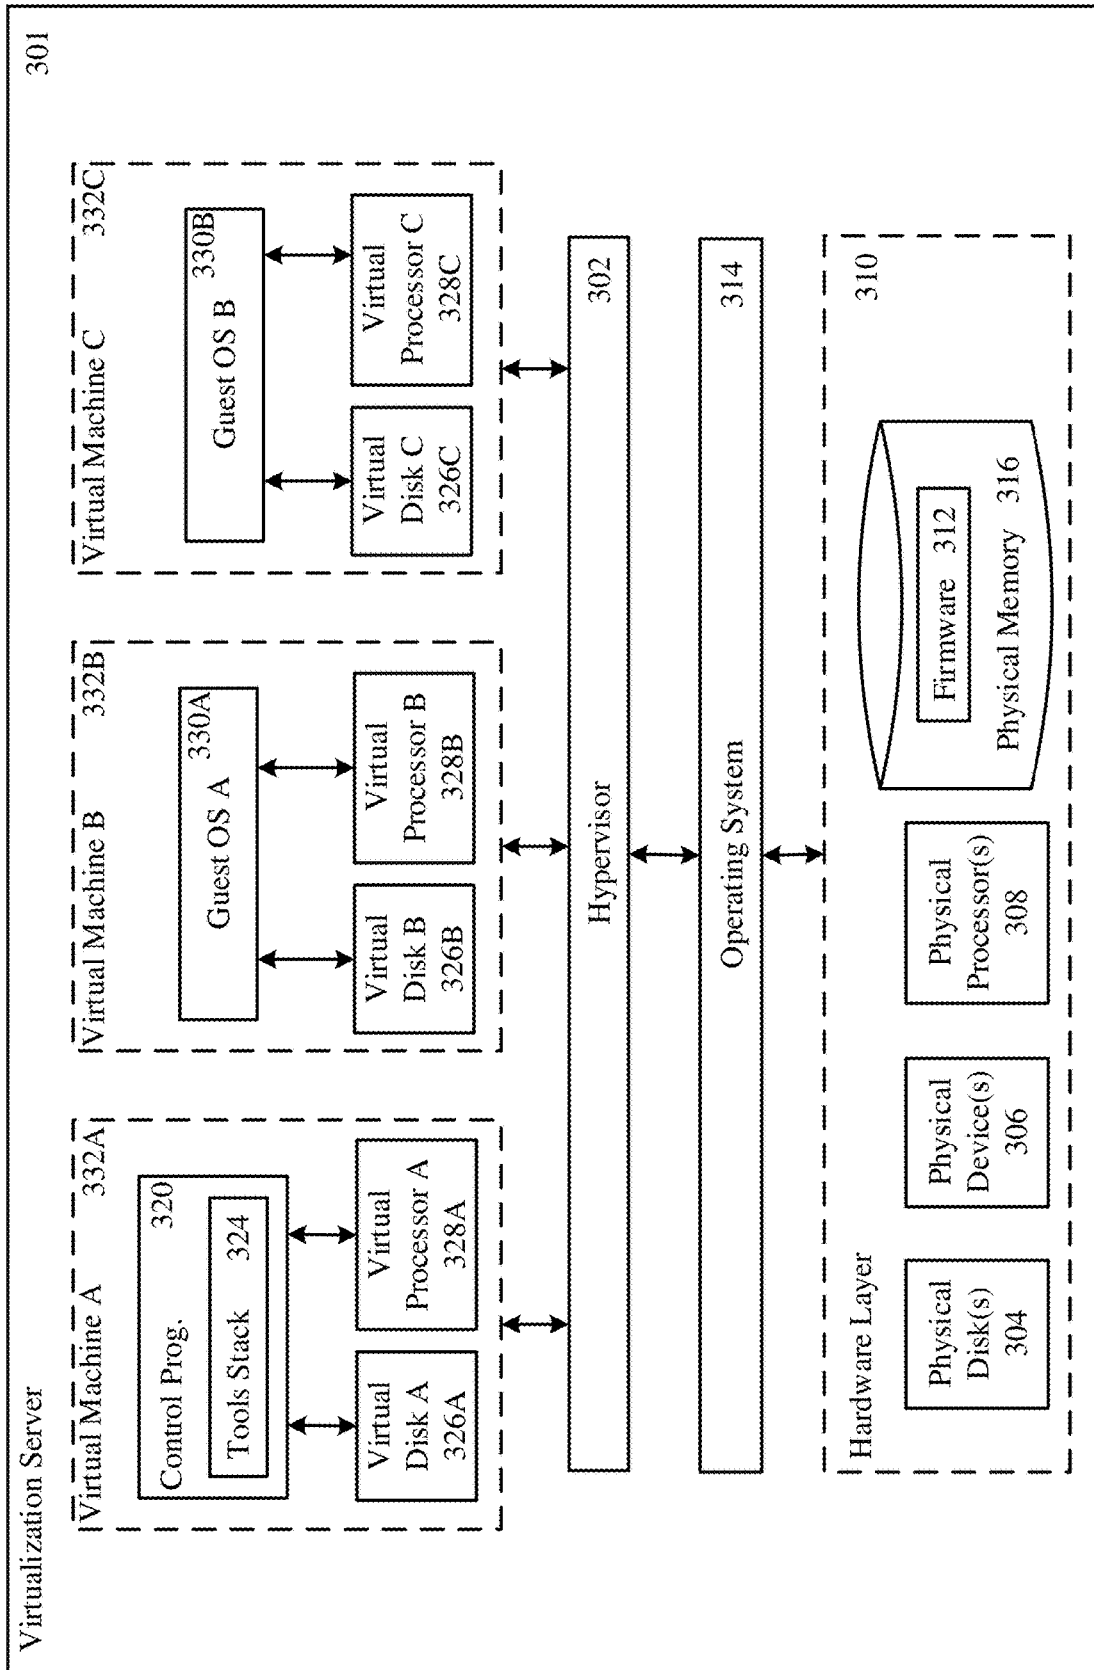 Virtualization Server
301
Virtual Machine A
332A
Control Prog.
320
Tools Stack
324
Virtual
Disk A
326A
Virtual
Processor A
328A
Virtual Machine B
332B
Guest OS A
330A
Virtual
Disk B
326B
Virtual
Processor B
328B
Virtual Machine C
332C
Guest OS B
330B
Virtual
Disk C
326C
Virtual
Processor C
328C
Hypervisor
302
Operating System
314
Hardware Layer
310
Physical
Disk(s)
304
Physical
Device(s)
306
Physical
Processor(s)
308
Firmware 312
Physical Memory 316